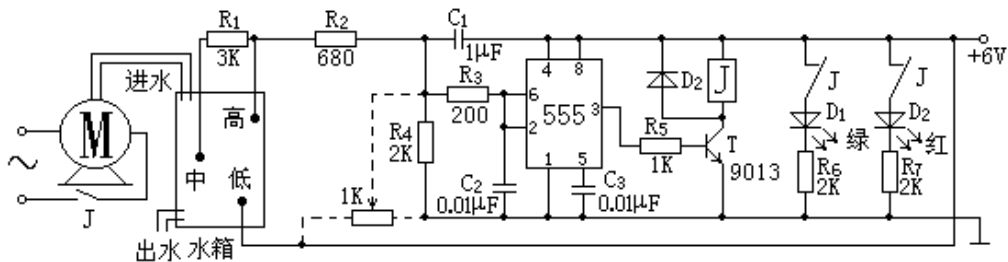 R1 3K
R2 680
C1 1μF
+6V
进水
R3 200
4 8
6
2
555
3
1 5
D2
J
J
J
高
M
~
中 低
R4 2K
R5 1K
T
9013
D1
绿
D2
红
R6 2K
R7 2K
1K
C2 0.01μF
C3 0.01μF
J
出水 水箱